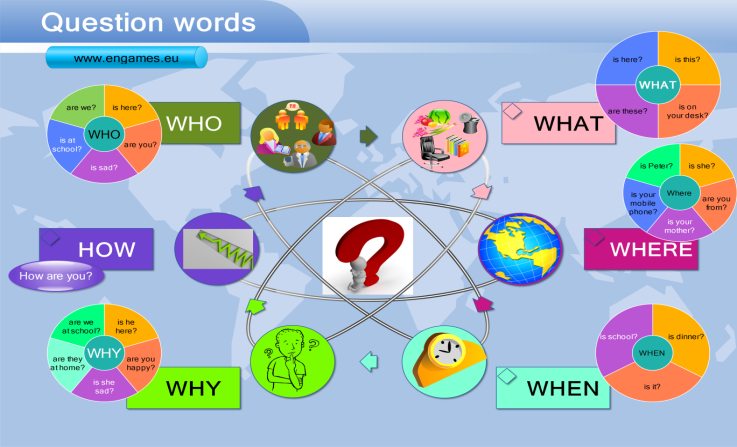 Question words
www.engames.eu
are we?
is here?
WHO
is at
school?
are you?
is sad?
WHO
WHAT
is here?
is this?
WHAT
are these?
is on
your desk?
HOW
How are you?
WHERE
is Peter?
is she?
Where
is your
mobile
phone?
are you
from?
is your
mother?
are we
at school?
is he
here?
WHY
are they
at home?
are you
happy?
is she
sad?
WHY
WHEN
is school?
is dinner?
WHEN
is it?